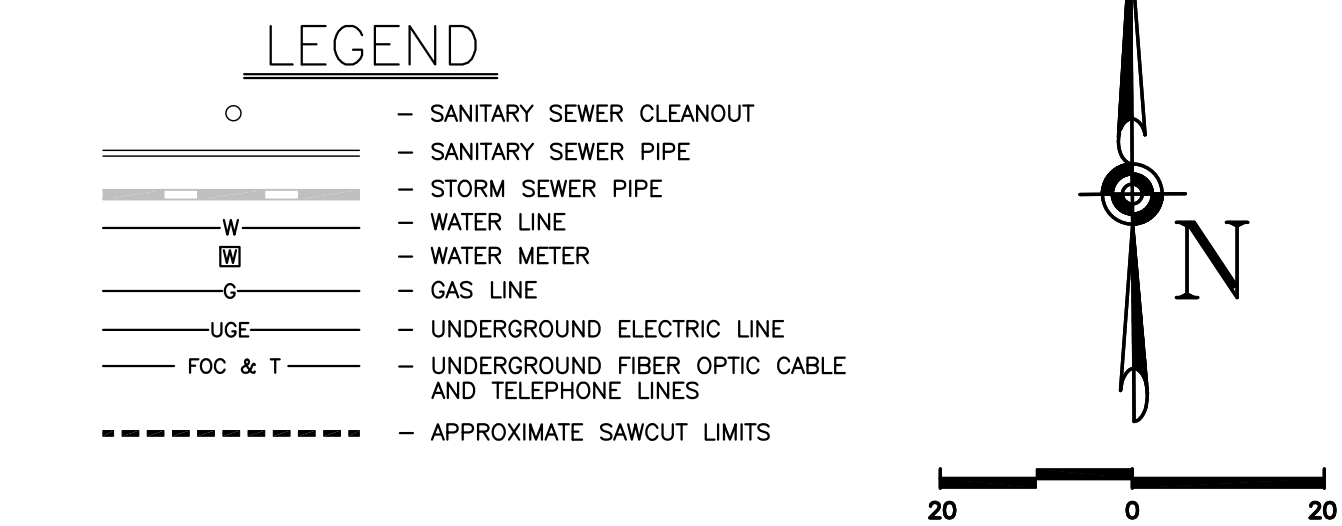 LEGEND
– SANITARY SEWER CLEANOUT
– SANITARY SEWER PIPE
– STORM SEWER PIPE
W – WATER LINE
W – WATER METER
G – GAS LINE
UGE – UNDERGROUND ELECTRIC LINE
FOC & T – UNDERGROUND FIBER OPTIC CABLE
AND TELEPHONE LINES
– APPROXIMATE SAWCUT LIMITS
N
20 0 20